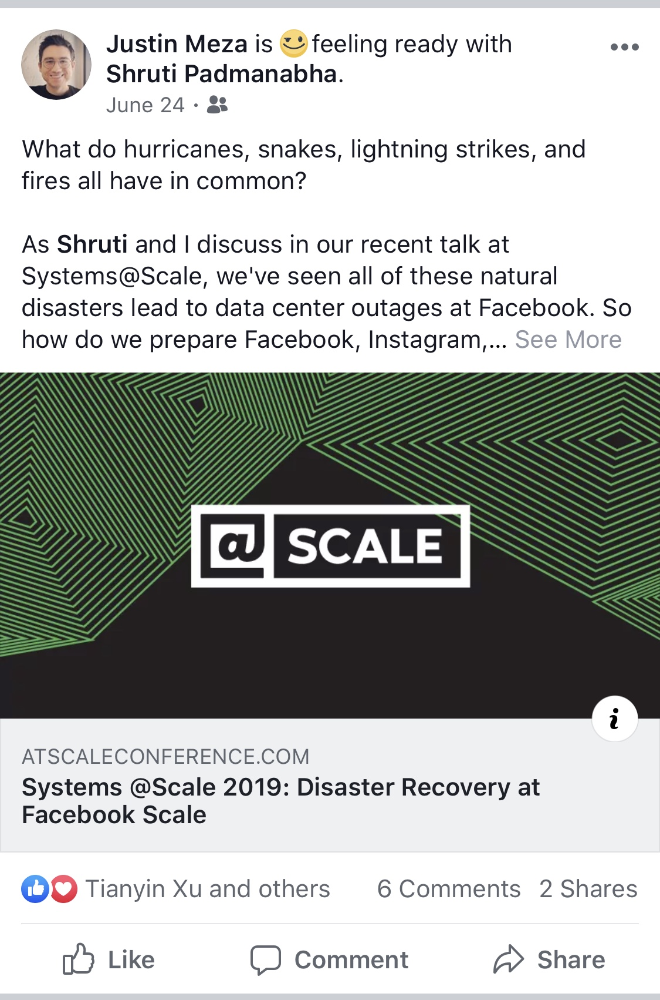 Justin Meza is feeling ready with
Shruti Padmanabha.
June 24 ·
What do hurricanes, snakes, lightning strikes, and
fires all have in common?
As Shruti and I discuss in our recent talk at
Systems@Scale, we've seen all of these natural
disasters lead to data center outages at Facebook. So
how do we prepare Facebook, Instagram,... See More
@ SCALE
i
ATSCALECONFERENCE.COM
Systems @Scale 2019: Disaster Recovery at
Facebook Scale
Tianyin Xu and others 6 Comments 2 Shares
Like Comment Share